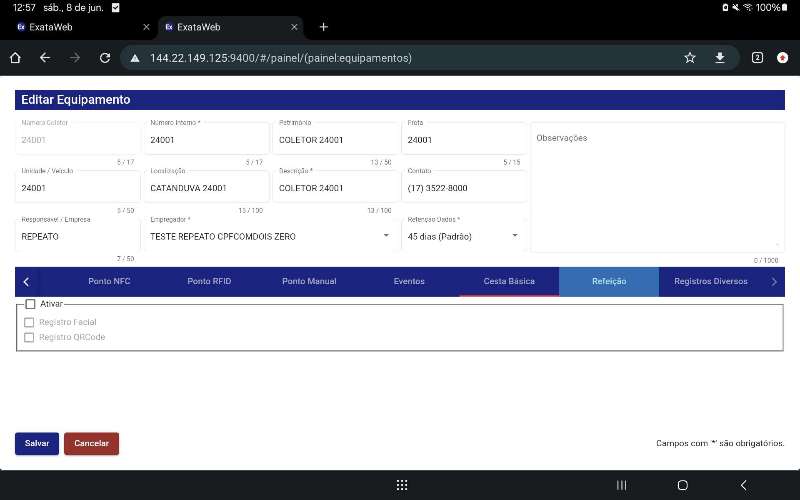 12:57 sáb., 8 de jun. 100%
Ex ExataWeb
Ex ExataWeb
144.22.149.125:9400/#/painel/(painel:equipamentos) 2
Editar Equipamento
Número Coletor Número Interno * Patrimônio Frota
24001 24001 COLETOR 24001 24001 Observações
5 / 17 5 / 17 13 / 50 5 / 15
Unidade / Veículo Localização Descrição * Contato
24001 CATANDUVA 24001 COLETOR 24001 (17) 3522-8000
5 / 50 15 / 100 13 / 100
Responsável / Empresa Empregador * Retenção Dados *
REPEATO TESTE REPEATO CPFCOMDOIS ZERO 45 dias (Padrão)
7 / 50 0 / 1000
Ponto NFC Ponto RFID Ponto Manual Eventos Cesta Básica Refeição Registros Diversos
Ativar
Registro Facial
Registro QRCode
Salvar Cancelar Campos com '*' são obrigatórios.